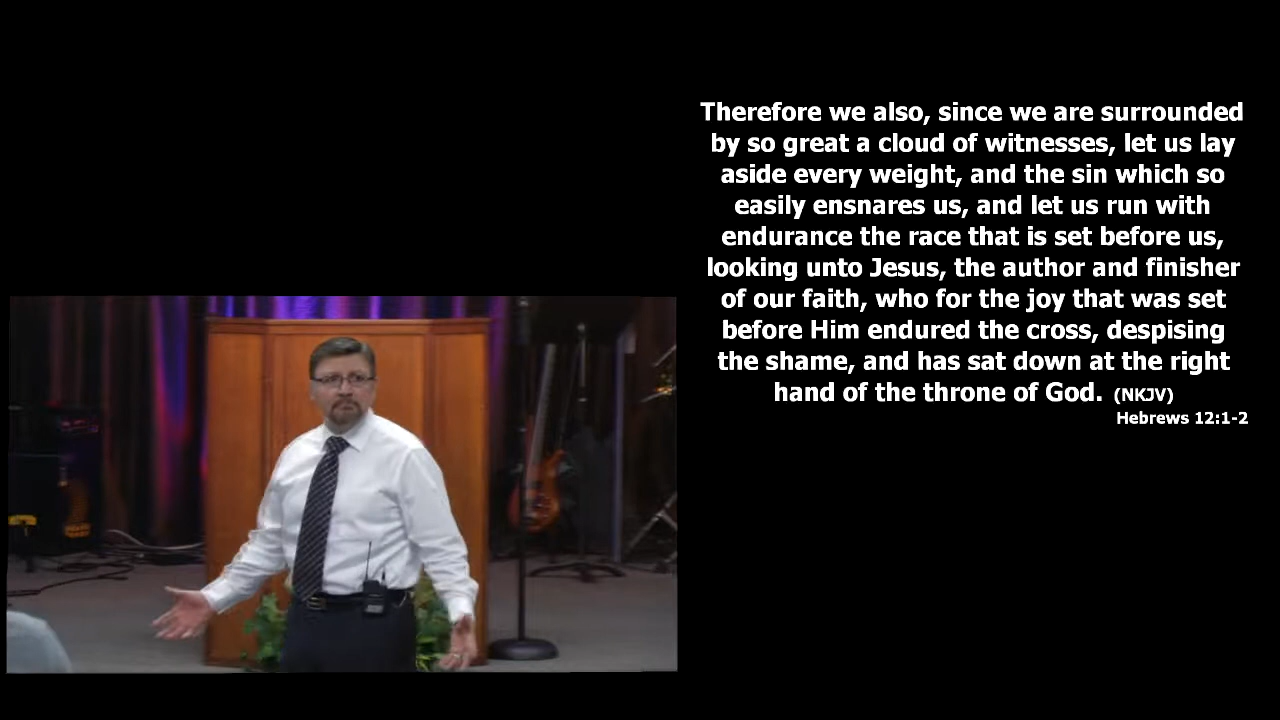 Therefore we also, since we are surrounded
by so great a cloud of witnesses, let us lay
aside every weight, and the sin which so
easily ensnares us, and let us run with
endurance the race that is set before us,
looking unto Jesus, the author and finisher
of our faith, who for the joy that was set
before Him endured the cross, despising
the shame, and has sat down at the right
hand of the throne of God. (NKJV)
Hebrews 12:1-2